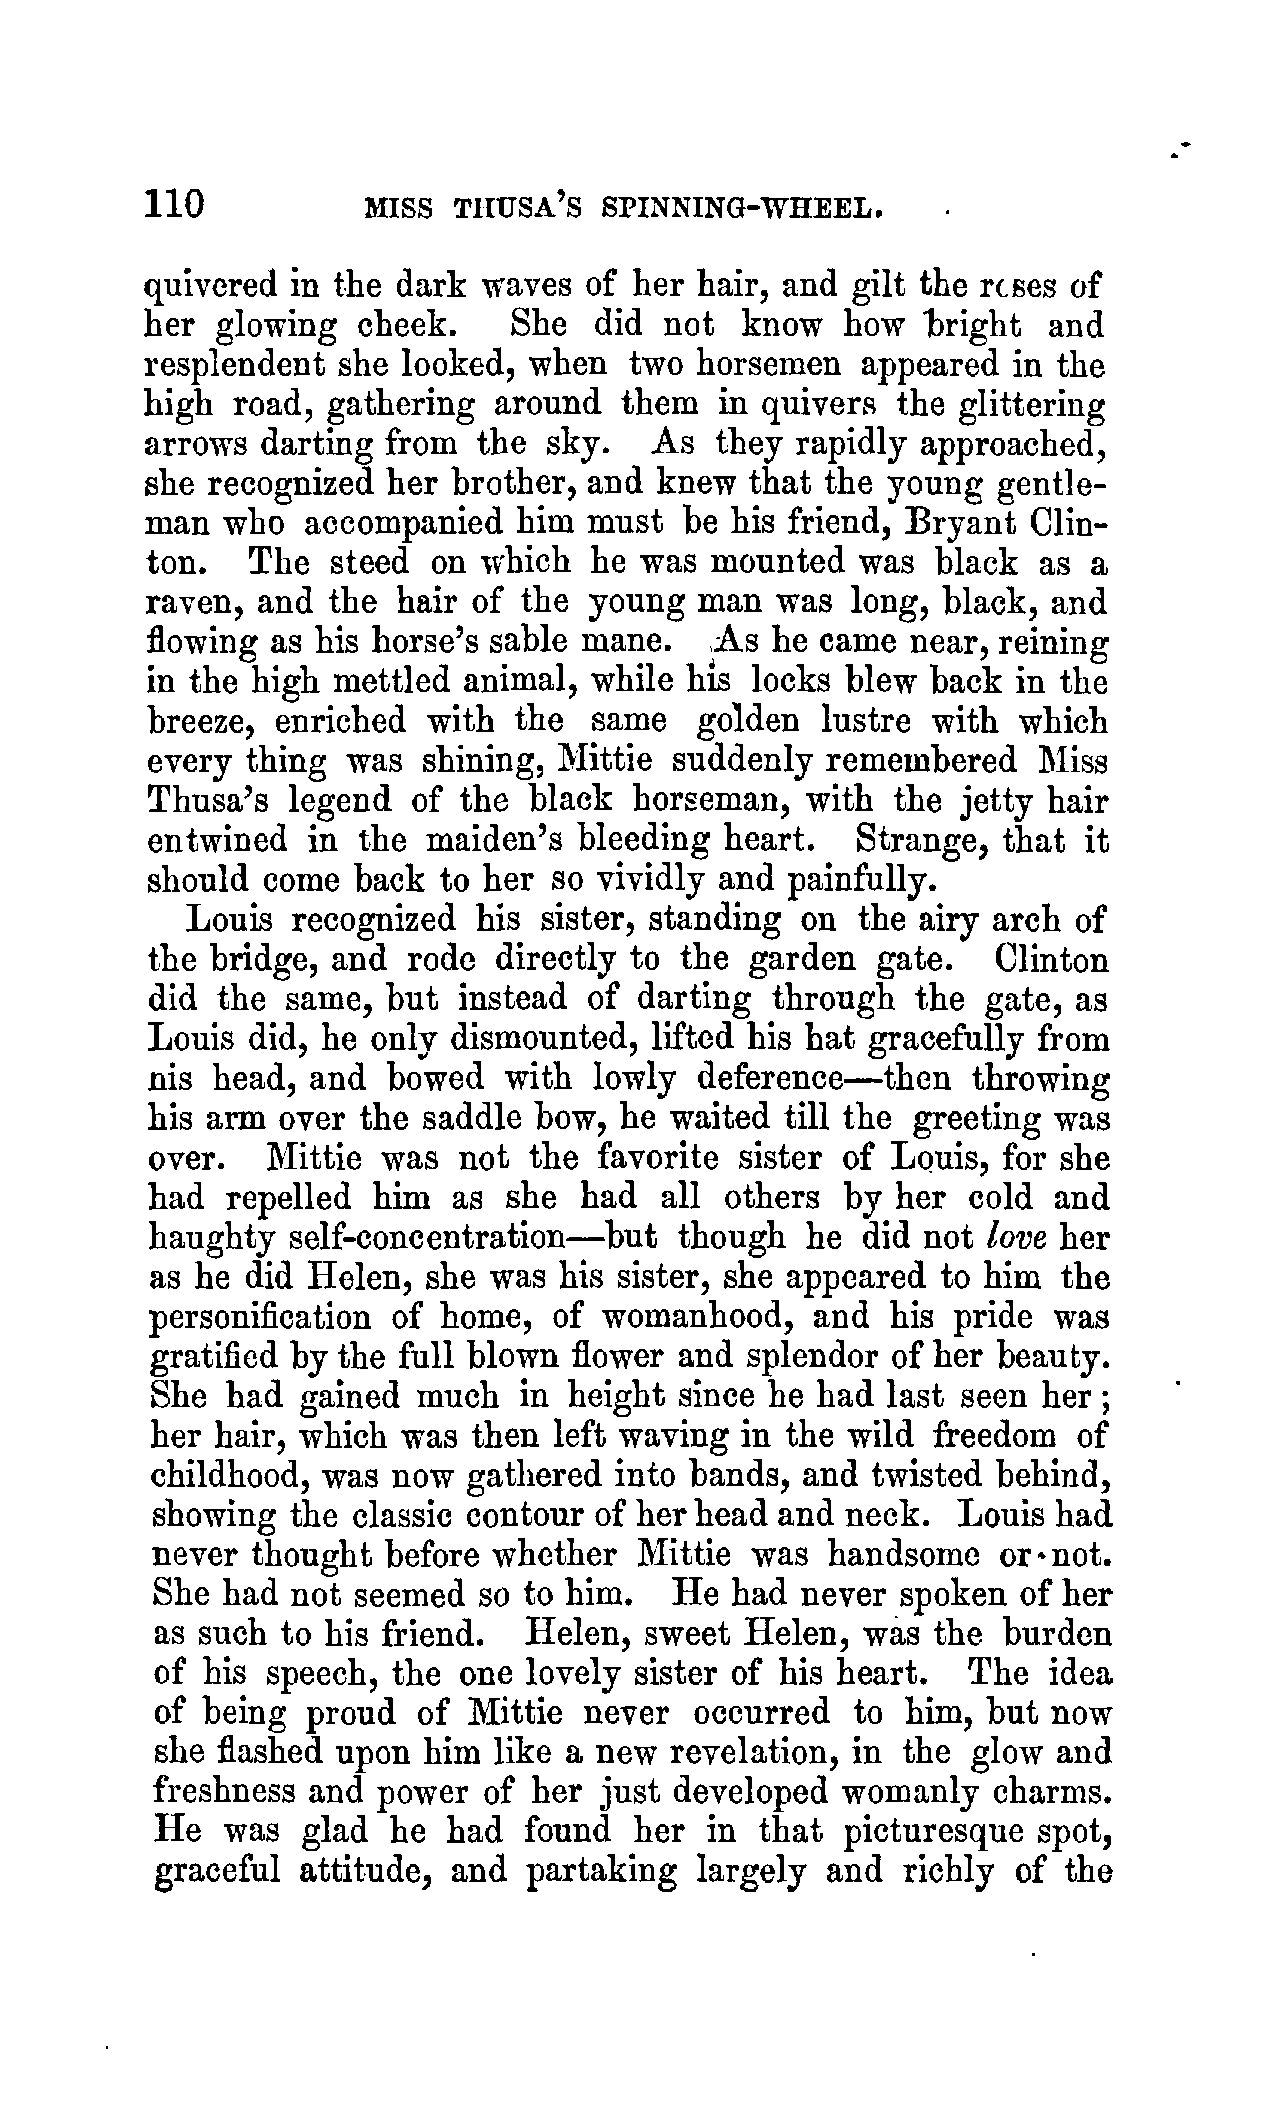 110 MISS THUSA'S SPINNING-WHEEL.
quivered in the dark waves of her hair, and gilt the roses of
her glowing cheek. She did not know how bright and
resplendent she looked, when two horsemen appeared in the
high road, gathering around them in quivers the glittering
arrows darting from the sky. As they rapidly approached,
she recognized her brother, and knew that the young gentle-
man who accompanied him must be his friend, Bryant Clin-
ton. The steed on which he was mounted was black as a
raven, and the hair of the young man was long, black, and
flowing as his horse's sable mane. As he came near, reining
in the high mettled animal, while his locks blew back in the
breeze, enriched with the same golden lustre with which
every thing was shining, Mittie suddenly remembered Miss
Thusa's legend of the black horseman, with the jetty hair
entwined in the maiden's bleeding heart. Strange, that it
should come back to her so vividly and painfully.
Louis recognized his sister, standing on the airy arch of
the bridge, and rode directly to the garden gate. Clinton
did the same, but instead of darting through the gate, as
Louis did, he only dismounted, lifted his hat gracefully from
nis head, and bowed with lowly deference—then throwing
his arm over the saddle bow, he waited till the greeting was
over. Mittie was not the favorite sister of Louis, for she
had repelled him as she had all others by her cold and
haughty self-concentration—but though he did not love her
as he did Helen, she was his sister, she appeared to him the
personification of home, of womanhood, and his pride was
gratified by the full blown flower and splendor of her beauty.
She had gained much in height since he had last seen her;
her hair, which was then left waving in the wild freedom of
childhood, was now gathered into bands, and twisted behind,
showing the classic contour of her head and neck. Louis had
never thought before whether Mittie was handsome or not.
She had not seemed so to him. He had never spoken of her
as such to his friend. Helen, sweet Helen, was the burden
of his speech, the one lovely sister of his heart. The idea
of being proud of Mittie never occurred to him, but now
she flashed upon him like a new revelation, in the glow and
freshness and power of her just developed womanly charms.
He was glad he had found her in that picturesque spot,
graceful attitude, and partaking largely and richly of the